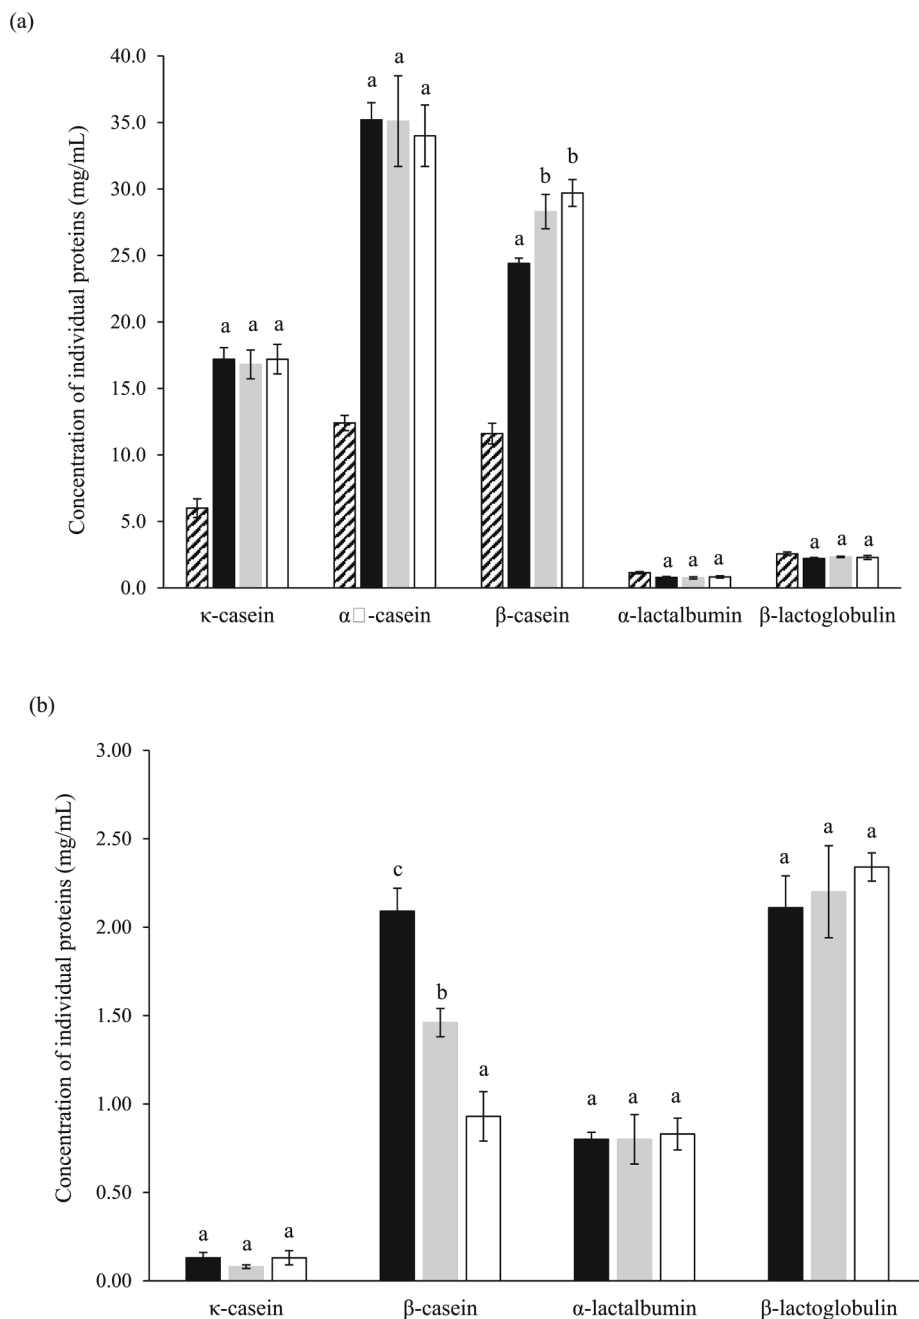 (a)
Concentration of individual proteins (mg/mL)
40.0
35.0
30.0
25.0
20.0
15.0
10.0
5.0
0.0
a a a
a a a
a b b
a a a
a a a
κ-casein α□-casein β-casein α-lactalbumin β-lactoglobulin
(b)
Concentration of individual proteins (mg/mL)
3.00
2.50
2.00
1.50
1.00
0.50
0.00
a a a
c b a
a a a
a a a
κ-casein β-casein α-lactalbumin β-lactoglobulin